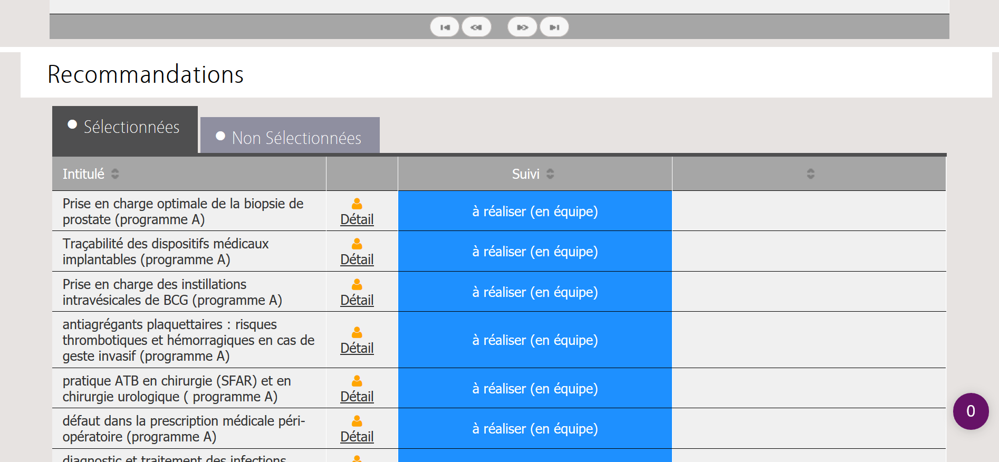 Recommandations
Sélectionnées
Non Sélectionnées
Intitulé
Suivi
Prise en charge optimale de la biopsie de
prostate (programme A)
Détail
à réaliser (en équipe)
Traçabilité des dispositifs médicaux
implantables (programme A)
Détail
à réaliser (en équipe)
Prise en charge des instillations
intravésicales de BCG (programme A)
Détail
à réaliser (en équipe)
antiagrégants plaquettaires : risques
thrombotiques et hémorragiques en cas de
geste invasif (programme A)
Détail
à réaliser (en équipe)
pratique ATB en chirurgie (SFAR) et en
chirurgie urologique ( programme A)
Détail
à réaliser (en équipe)
défaut dans la prescription médicale péri-
opératoire (programme A)
Détail
à réaliser (en équipe)
0
diagnostic et traitement des infections